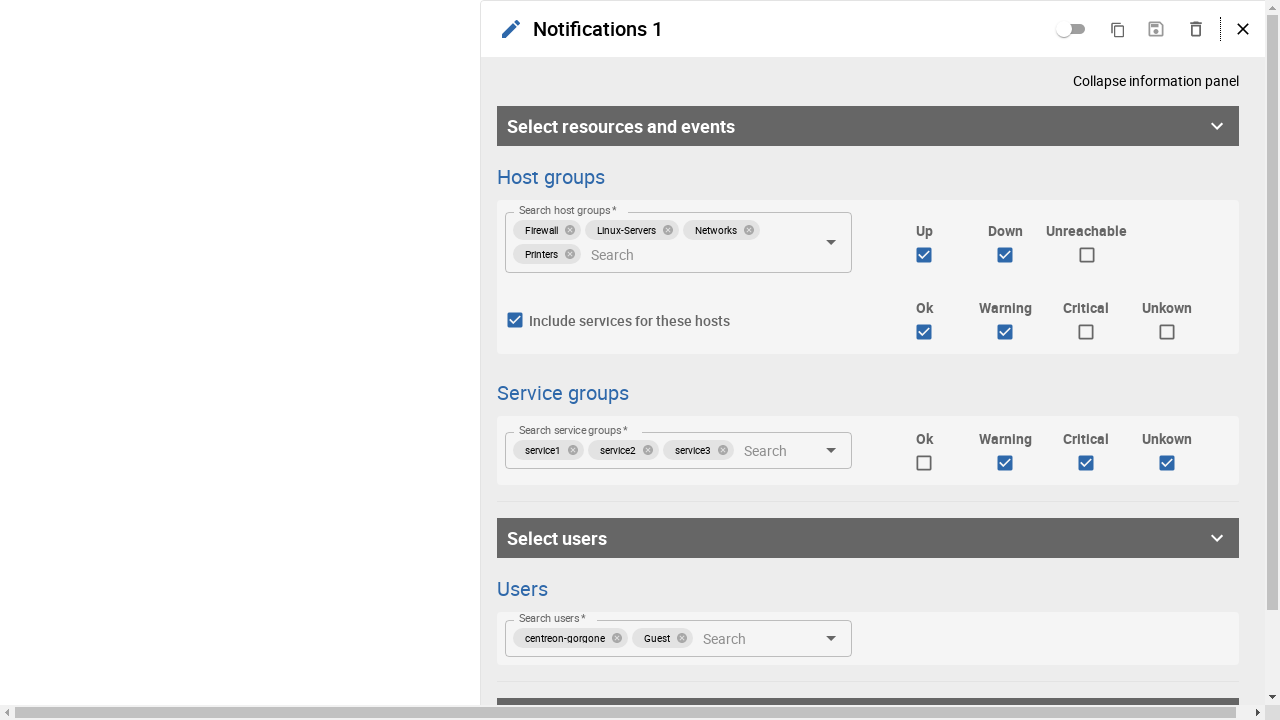 Notifications 1
Collapse information panel
Select resources and events
Host groups
Search host groups *
Firewall Linux-Servers Networks
Printers Search
Up Down Unreachable
Include services for these hosts
Ok Warning Critical Unkown
Service groups
Search service groups *
service1 service2 service3 Search
Ok Warning Critical Unkown
Select users
Users
Search users *
centreon-gorgone Guest Search